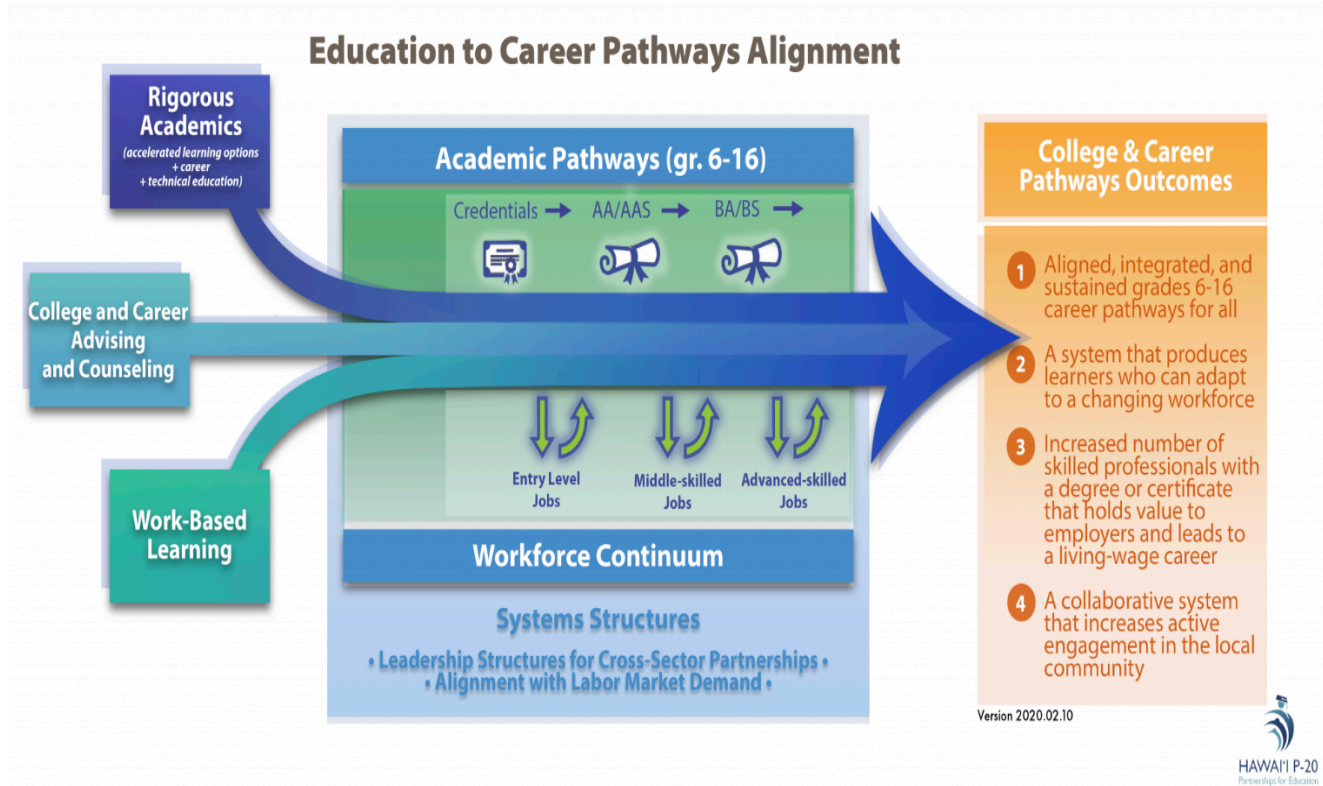 Education to Career Pathways Alignment
Rigorous
Academics
(accelerated learning options
+ career
+ technical education)
College and Career
Advising
and Counseling
Work-Based
Learning
Academic Pathways (gr. 6-16)
Credentials
AA/AAS
BA/BS
Entry Level
Jobs
Middle-skilled
Jobs
Advanced-skilled
Jobs
Workforce Continuum
Systems Structures
• Leadership Structures for Cross-Sector Partnerships •
• Alignment with Labor Market Demand •
College & Career
Pathways Outcomes
1 Aligned, integrated, and
sustained grades 6-16
career pathways for all
2 A system that produces
learners who can adapt
to a changing workforce
3 Increased number of
skilled professionals with
a degree or certificate
that holds value to
employers and leads to
a living-wage career
4 A collaborative system
that increases active
engagement in the local
community
Version 2020.02.10
HAWAI‘I P-20
Partnerships for Education